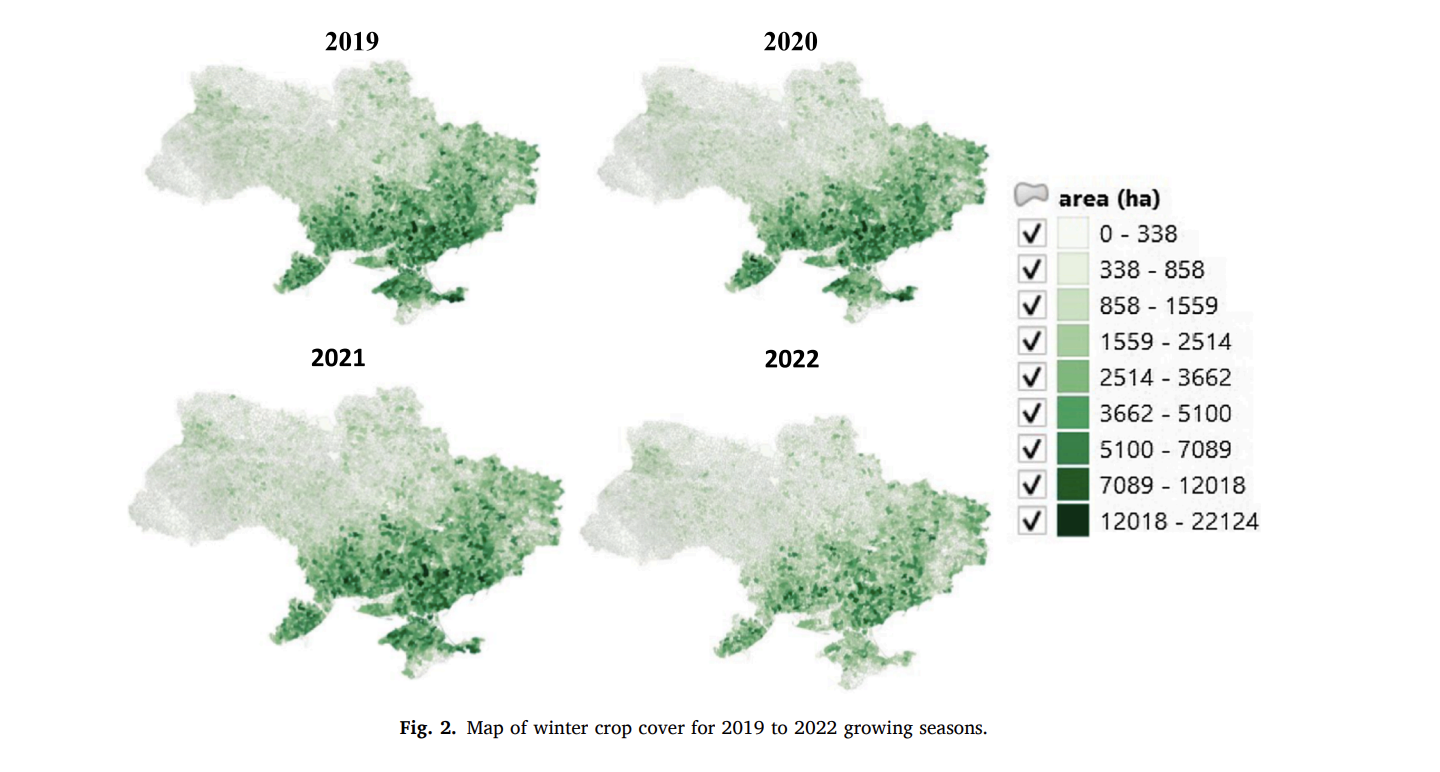 2019
2020
2021
2022
area (ha)
0 - 338
338 - 858
858 - 1559
1559 - 2514
2514 - 3662
3662 - 5100
5100 - 7089
7089 - 12018
12018 - 22124
Fig. 2. Map of winter crop cover for 2019 to 2022 growing seasons.